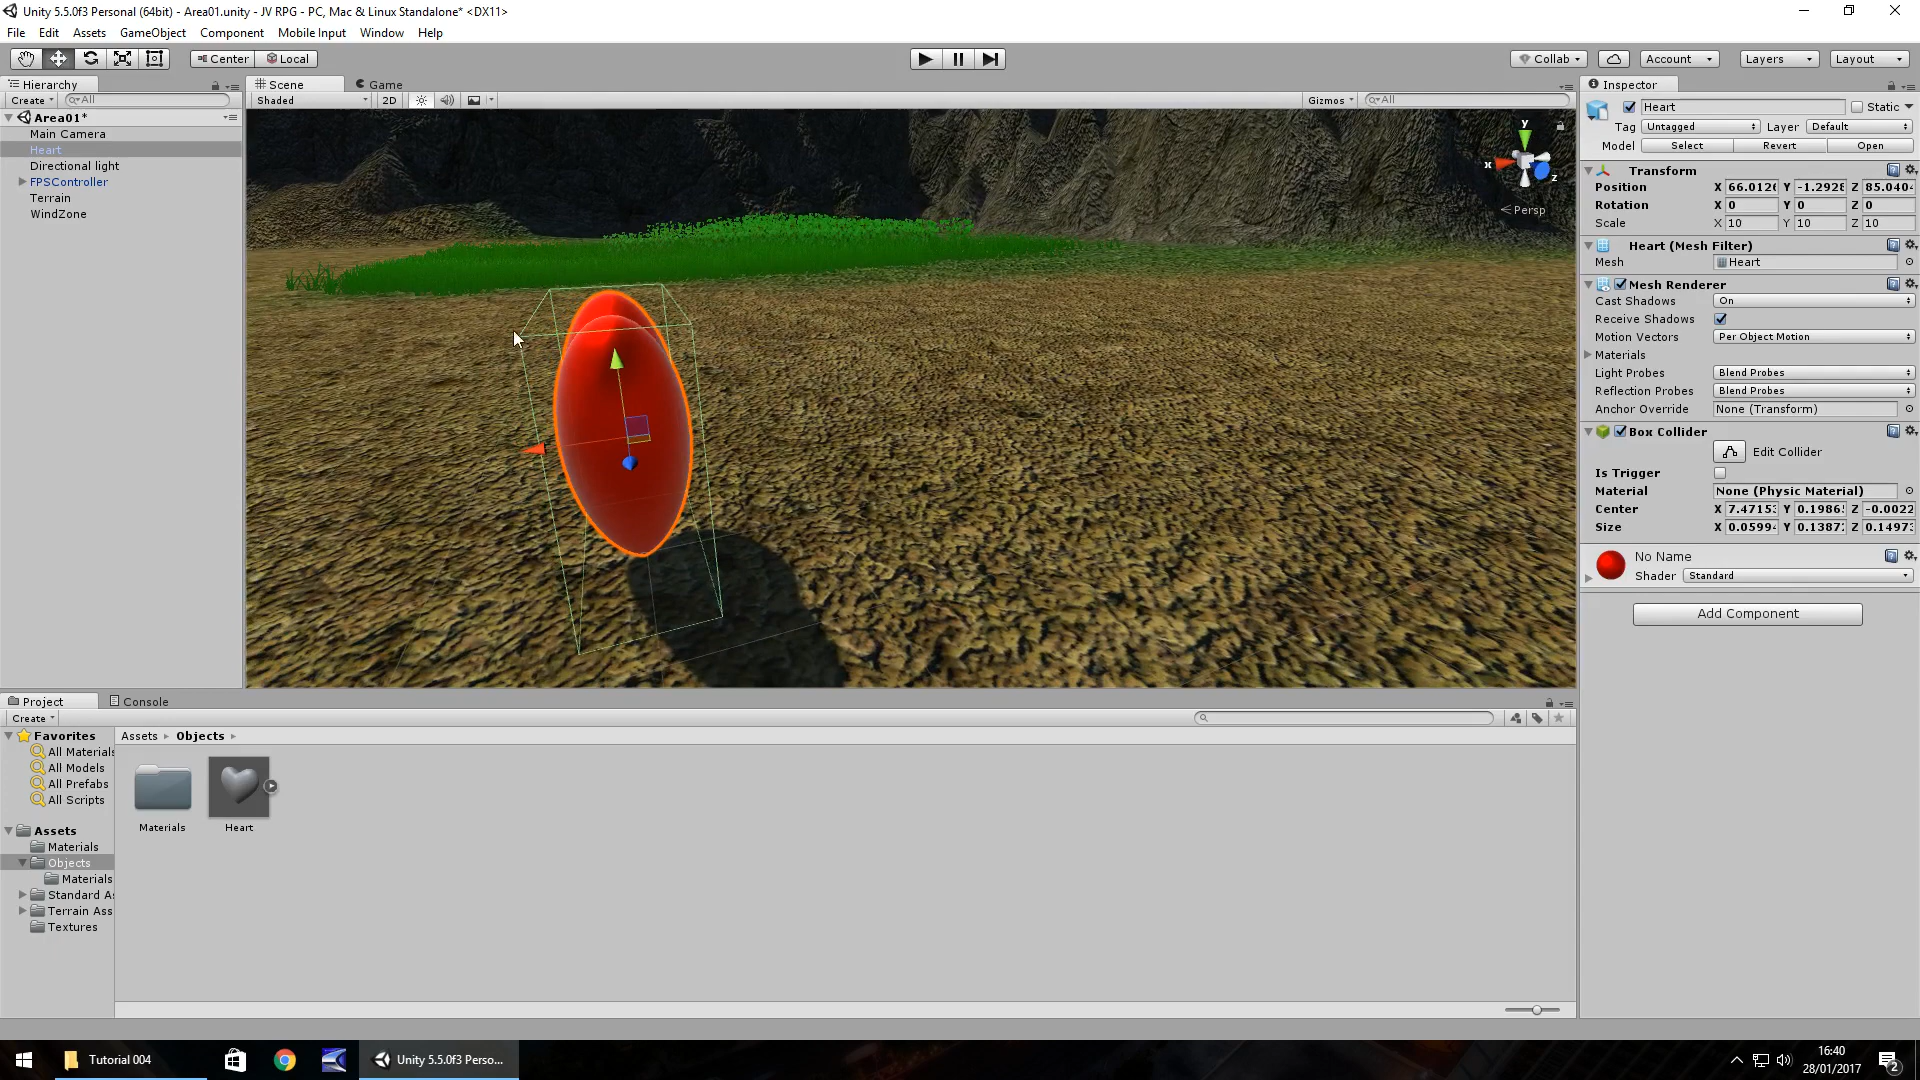 Unity 5.5.0f3 Personal (64bit) - Area01.unity - JV RPG - PC, Mac & Linux Standalone* <DX11>
File Edit Assets GameObject Component Mobile Input Window Help
Center Local Collab Account Layers Layout
Hierarchy
Create All
Area01*
Main Camera
Heart
Directional light
FPSController
Terrain
WindZone
Scene Game
Shaded 2D Gizmos All
y
x
z
Persp
Inspector
Heart Static
Tag Untagged Layer Default
Model Select Revert Open
Transform
Position X 66.012 Y -1.292 Z 85.040
Rotation X 0 Y 0 Z 0
Scale X 10 Y 10 Z 10
Heart (Mesh Filter)
Mesh Heart
Mesh Renderer
Cast Shadows On
Receive Shadows
Motion Vectors Per Object Motion
Materials
Light Probes Blend Probes
Reflection Probes Blend Probes
Anchor Override None (Transform)
Box Collider
Edit Collider
Is Trigger
Material None (Physic Material)
Center X 7.4715 Y 0.1986 Z -0.0022
Size X 0.0599 Y 0.1387 Z 0.1497
No Name
Shader Standard
Add Component
Project Console
Create
Favorites
All Materials
All Models
All Prefabs
All Scripts
Assets
Materials
Objects
Materials
Standard A
Terrain Ass
Textures
Assets Objects
Materials Heart
Tutorial 004
Unity 5.5.0f3 Perso...
16:40
28/01/2017
2